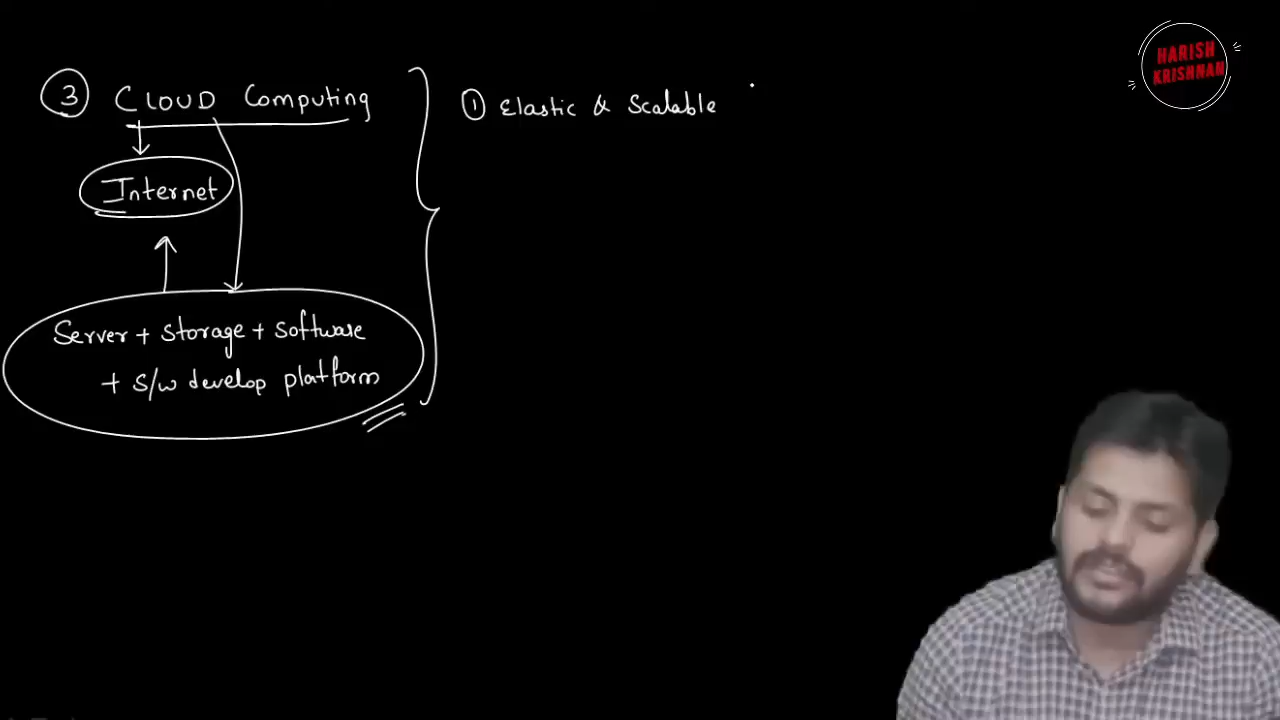 3 CLOUD Computing
Internet
Server + Storage + Software
+ S/W develop platform
1 Elastic & Scalable
HARISH
KRISHNAN